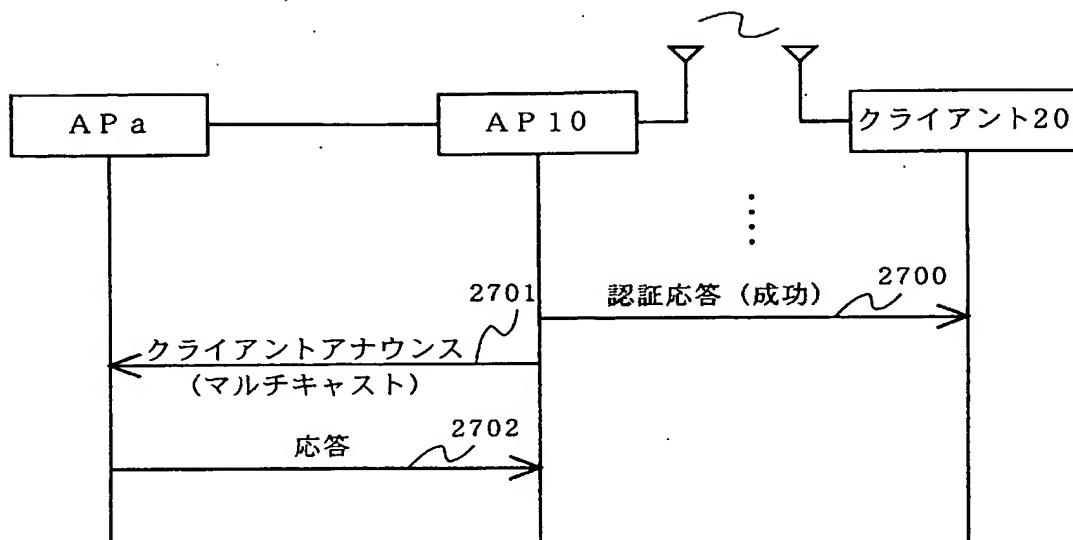 APa
AP10
クライアント20
2700
認証応答（成功）
2701
クライアントアナウンス
（マルチキャスト）
2702
応答